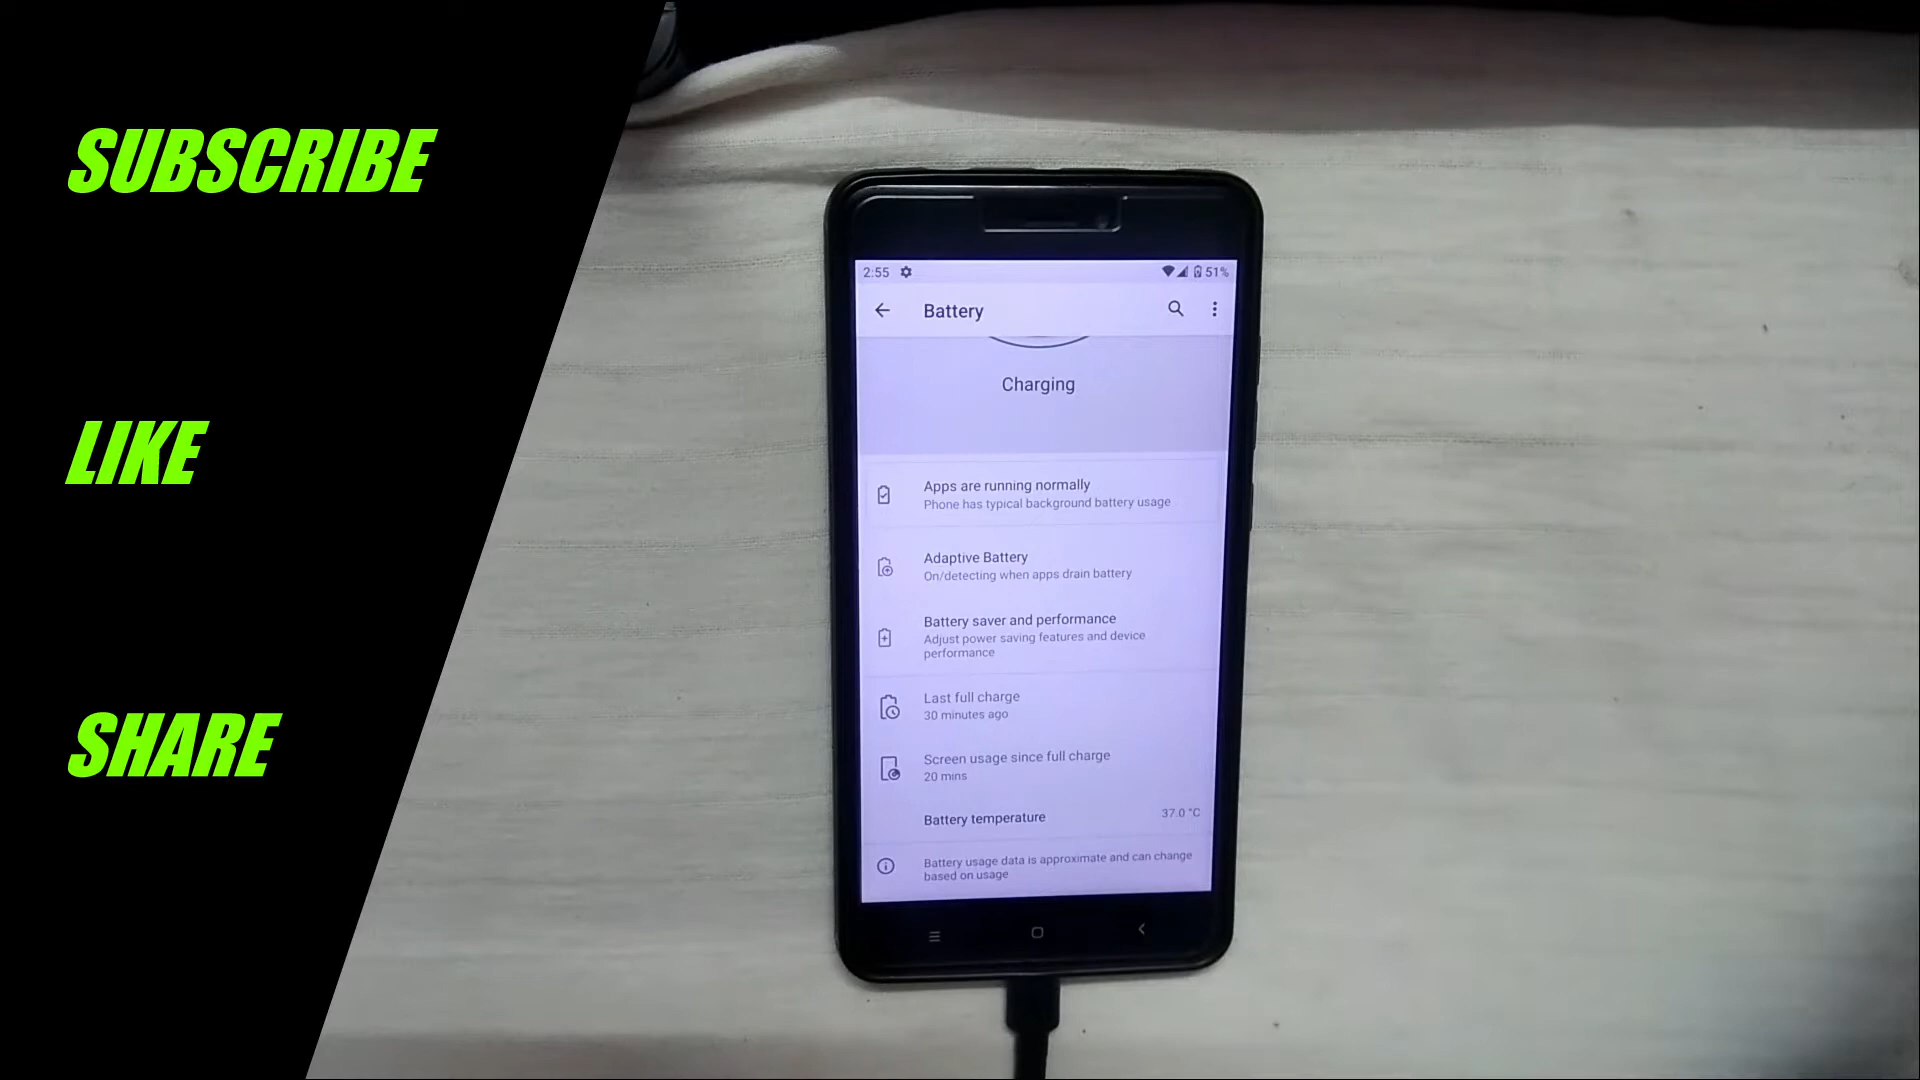 SUBSCRIBE
LIKE
SHARE
2:55
51%
Battery
Charging
Apps are running normally
Phone has typical background battery usage
Adaptive Battery
On/detecting when apps drain battery
Battery saver and performance
Adjust power saving features and device
performance
Last full charge
30 minutes ago
Screen usage since full charge
20 mins
Battery temperature
37.0 °C
Battery usage data is approximate and can change
based on usage